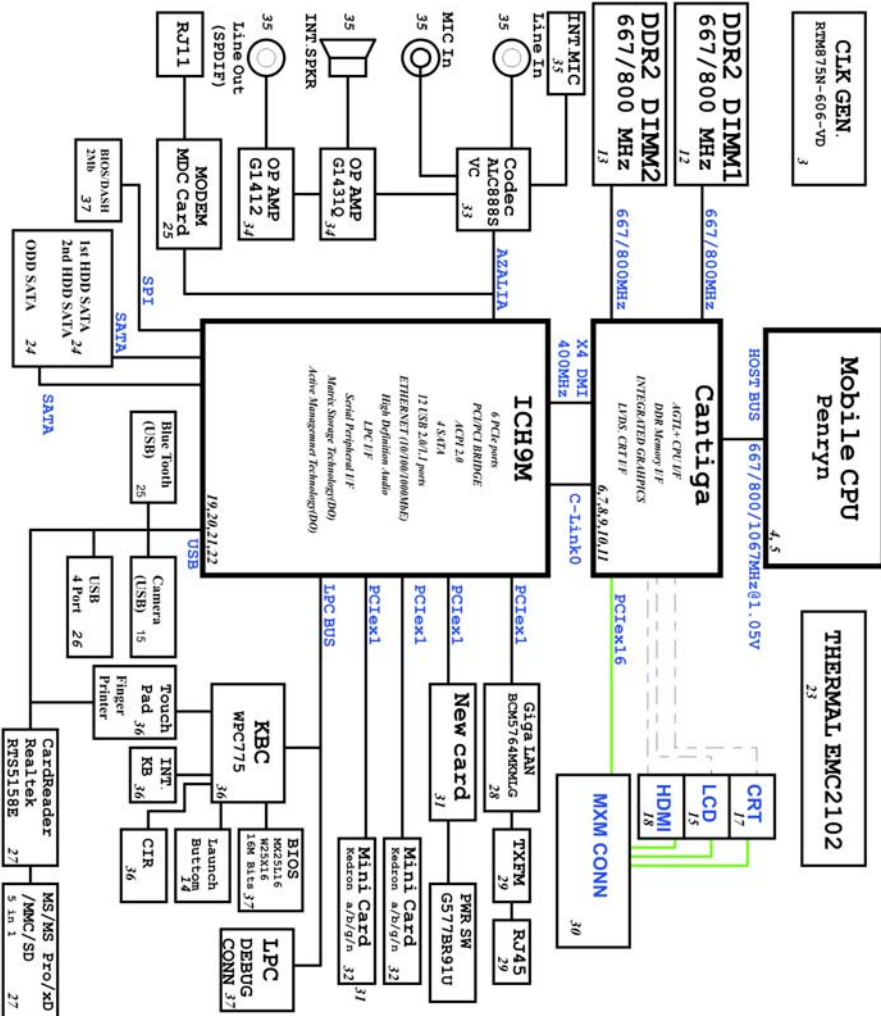 CLK GEN.
RTM875N-606-VD
3
Mobile CPU
Penryn
4, 5
THERMAL EMC2102
23
HOST BUS
667/800/1067MHz@1.05V
DDR2 DIMM1
667/800 MHz
12
667/800MHz
DDR2 DIMM2
667/800 MHz
13
667/800MHz
Cantiga
AGTL+ CPU I/F
DDR Memory I/F
INTEGRATED GRAHPICS
LVDS, CRT I/F
6,7,8,9,10,11
PCIex16
CRT
17
LCD
15
HDMI
18
MXM CONN
30
X4 DMI
400MHz
C-Link0
INT.MIC
35
Line In
35
MIC In
35
INT.SPKR
35
Line Out
(SPDIF)
35
RJ11
Codec
ALC888S
VC
33
OP AMP
G1431Q
34
OP AMP
G1412
34
MODEM
MDC Card
25
AZALIA
ICH9M
6 PCIe ports
PCI/PCI BRIDGE
ACPI 2.0
4 SATA
12 USB 2.0/1.1 ports
ETHERNET (10/100/1000MbE)
High Definition Audio
LPC I/F
Serial Peripheral I/F
Matrix Storage Technology(DO)
Active Managemnet Technology(DO)
19,20,21,22
PCIex1
Giga LAN
BCM5764MKMLG
28
TXFM
29
RJ45
29
PCIex1
New card
31
PWR SW
G577BR91U
31
PCIex1
Mini Card
Kedron a/b/g/n
32
PCIex1
Mini Card
Kedron a/b/g/n
32
LPC BUS
BIOS/DASH
2Mb
37
SPI
1st HDD SATA
2nd HDD SATA
24
ODD SATA
24
SATA
SATA
USB
Blue Tooth
(USB)
25
Camera
(USB)
15
USB
4 Port
26
KBC
WPC775
36
BIOS
MX25L16
W25X16
16M Bits
37
LPC
DEBUG
CONN
37
Touch
Pad
36
Finger
Printer
INT.
KB
36
Launch
Buttom
14
CIR
36
CardReader
Realtek
RTS5158E
27
MS/MS Pro/xD
/MMC/SD
5 in 1
27